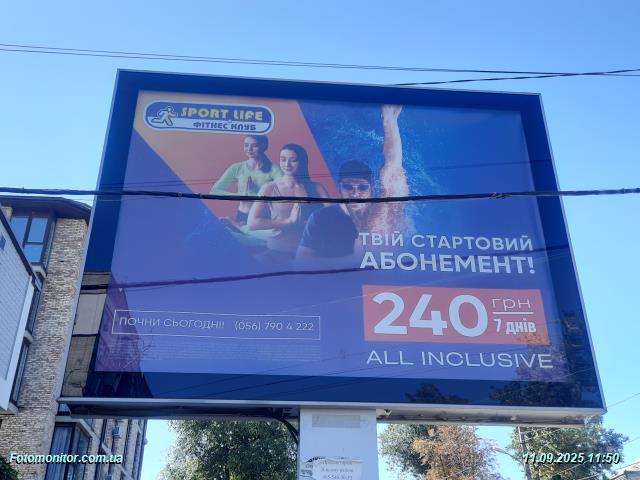 SPORT LIFE
ФІТНЕС КЛУБ
ТВІЙ СТАРТОВИЙ
АБОНЕМЕНТ!
240 грн
7 днів
ALL INCLUSIVE
ПОЧНИ СЬОГОДНІ! (056) 790 4 222
Fotomonitor.com.ua
11.09.2025 11:50